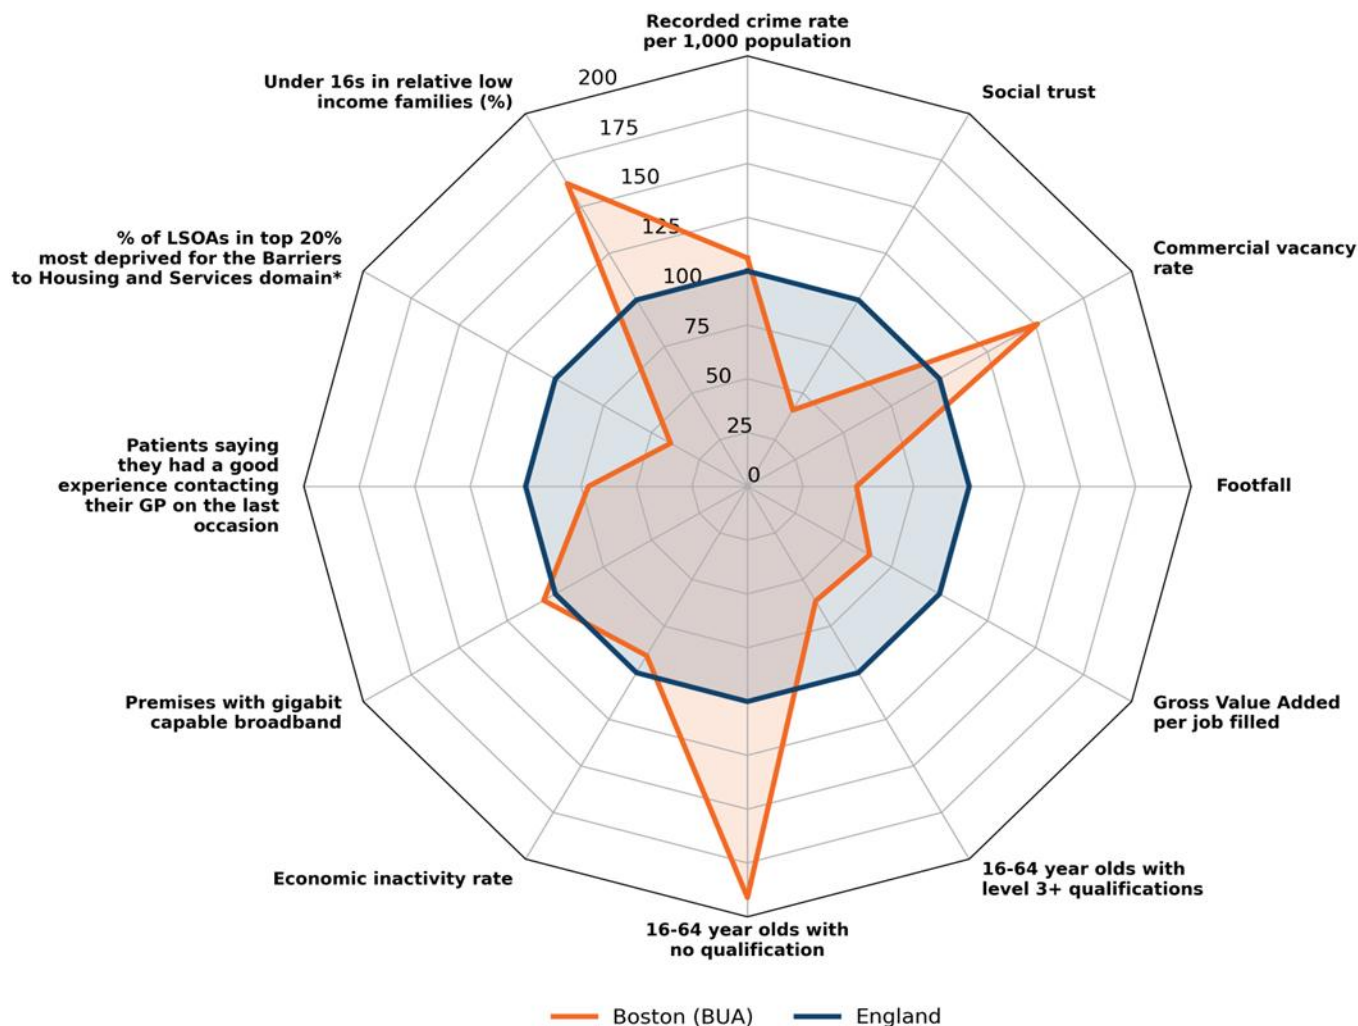 Recorded crime rate
per 1,000 population
Social trust
Commercial vacancy
rate
Footfall
Gross Value Added
per job filled
16-64 year olds with
level 3+ qualifications
16-64 year olds with
no qualification
Economic inactivity rate
Premises with gigabit
capable broadband
Patients saying
they had a good
experience contacting
their GP on the last
occasion
% of LSOAs in top 20%
most deprived for the Barriers
to Housing and Services domain*
Under 16s in relative low
income families (%)
200
175
150
125
100
75
50
25
0
Boston (BUA)
England